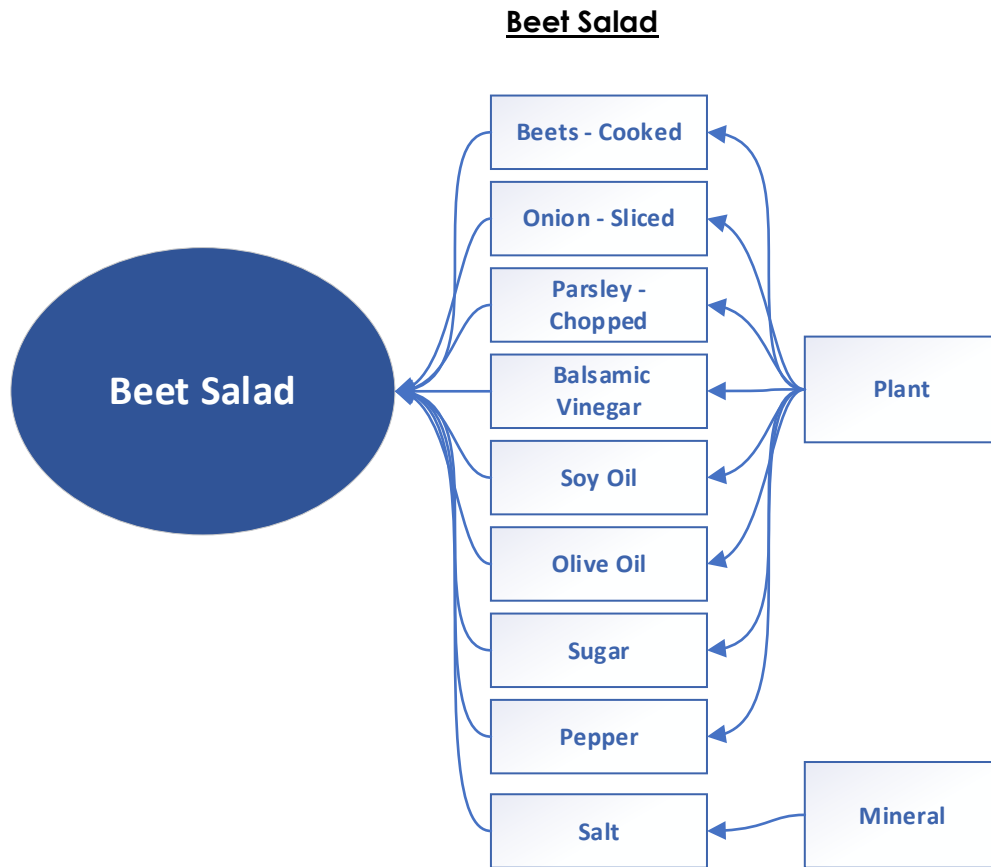 Beet Salad
Beets - Cooked
Onion - Sliced
Parsley -
Chopped
Balsamic
Vinegar
Soy Oil
Olive Oil
Sugar
Pepper
Salt
Beet Salad
Plant
Mineral